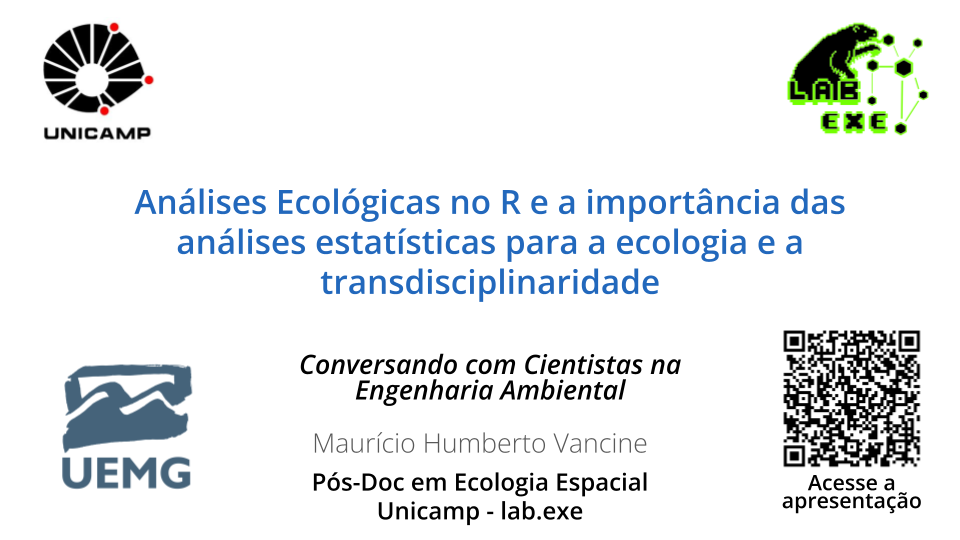 UNICAMP
LAB
EXE
Análises Ecológicas no R e a importância das
análises estatísticas para a ecologia e a
transdisciplinaridade
Conversando com Cientistas na
Engenharia Ambiental
Maurício Humberto Vancine
Pós-Doc em Ecologia Espacial
Unicamp - lab.exe
UEMG
Acesse a
apresentação